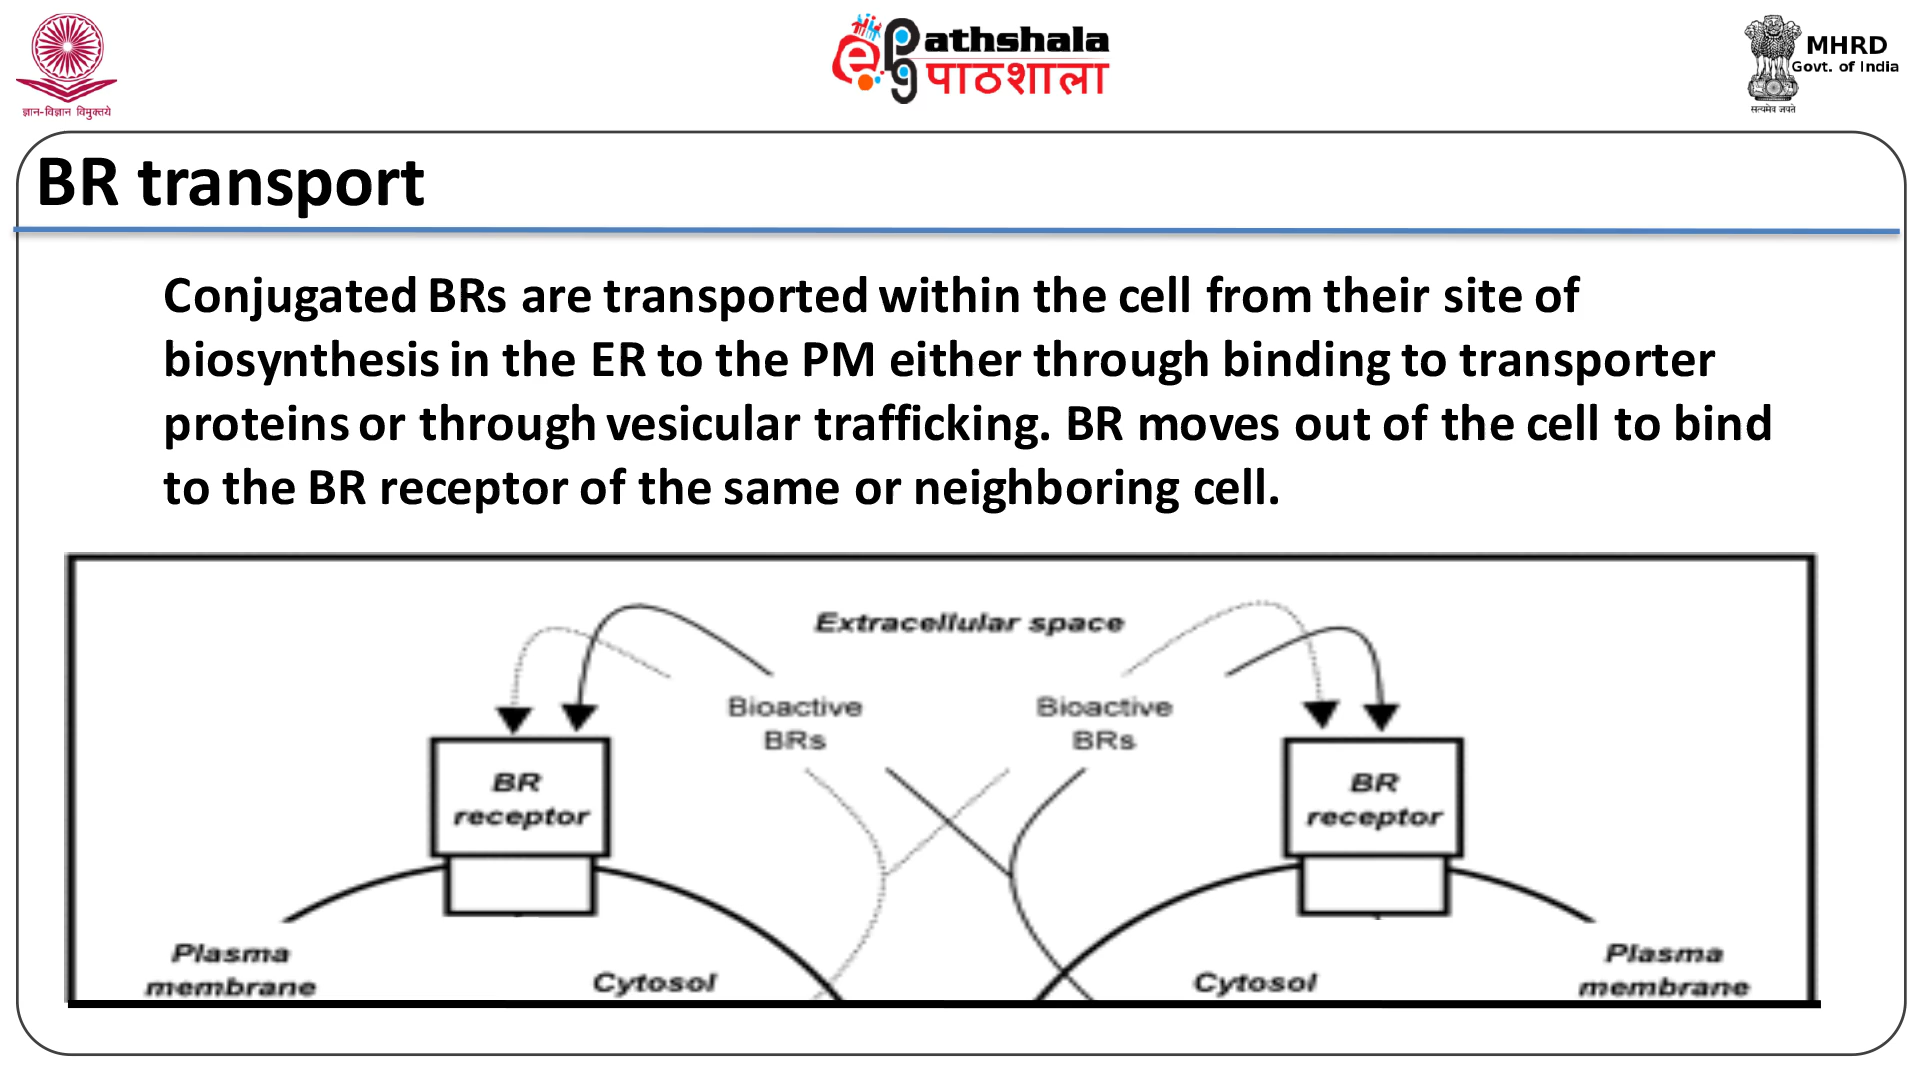 ज्ञान-विज्ञान विमुक्तये
ePG athshala
पाठशाला
MHRD
Govt. of India
सत्यमेव जयते
BR transport
Conjugated BRs are transported within the cell from their site of
biosynthesis in the ER to the PM either through binding to transporter
proteins or through vesicular trafficking. BR moves out of the cell to bind
to the BR receptor of the same or neighboring cell.
Extracellular space
Bioactive
BRs
Bioactive
BRs
BR
receptor
BR
receptor
Plasma
membrane
Cytosol
Cytosol
Plasma
membrane